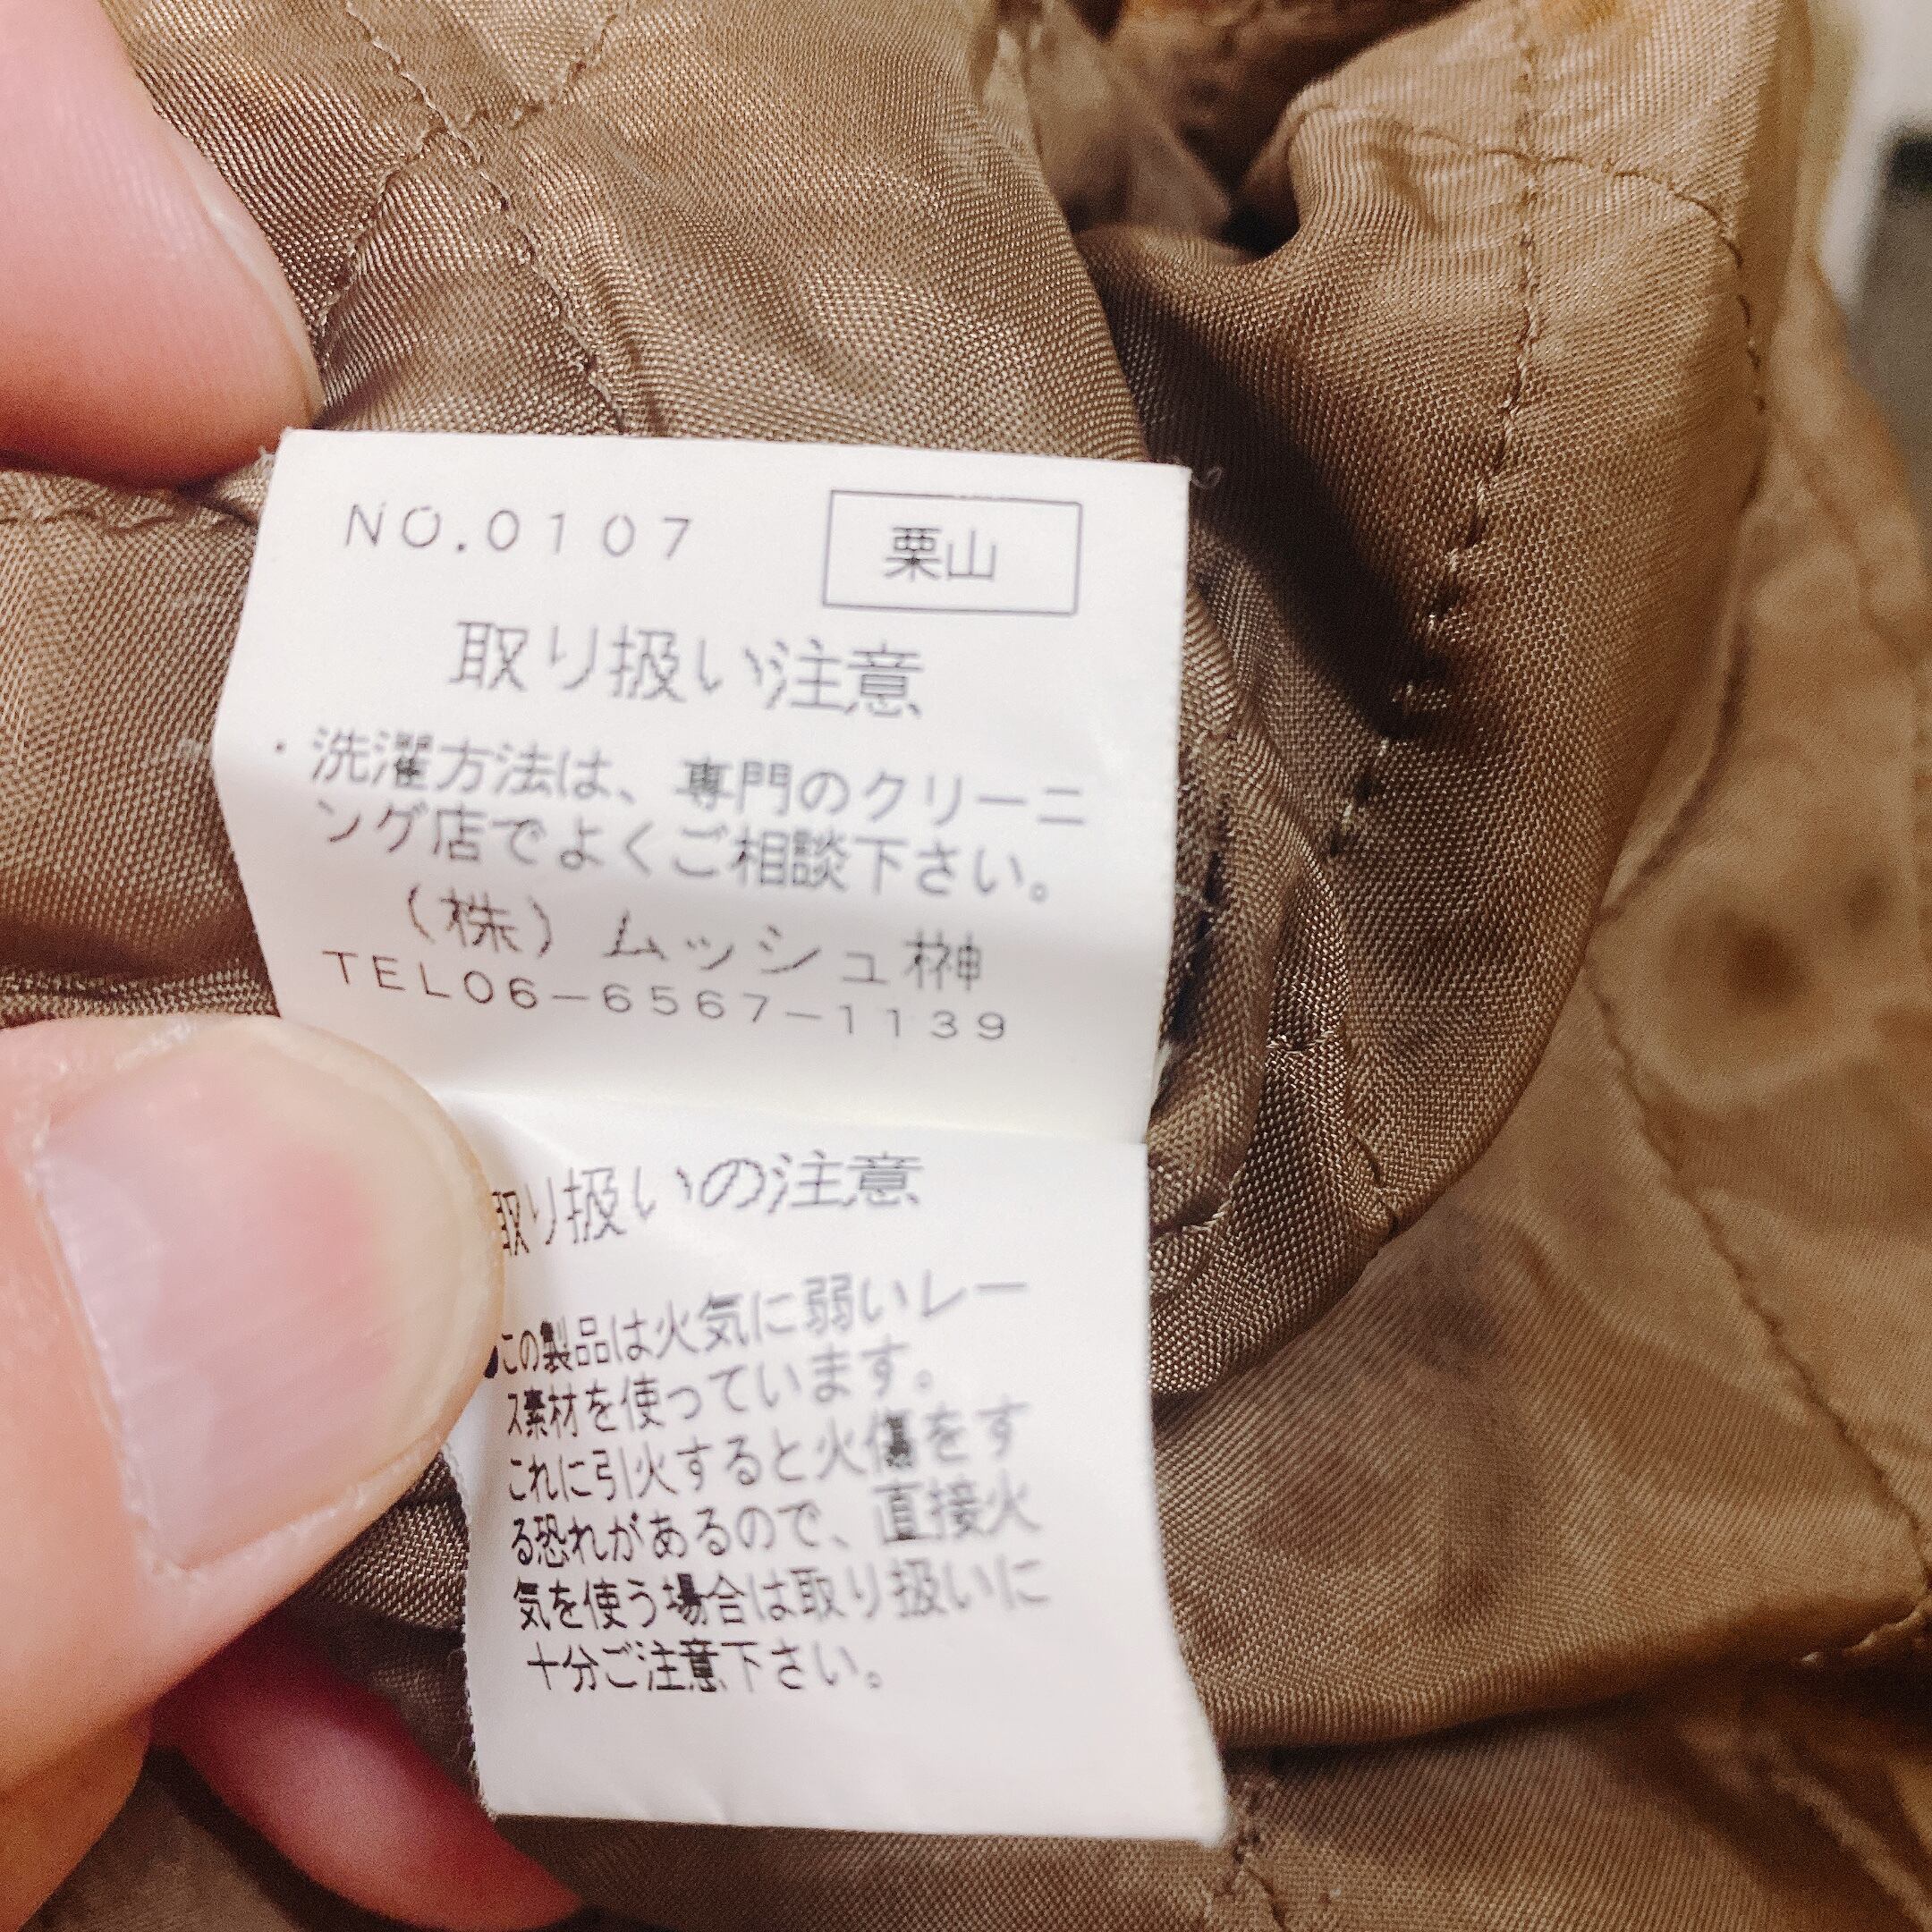 NO.0107
栗山
取り扱い注意
・洗濯方法は、専門のクリーニ
ング店でよくご相談下さい。
(株)ムッシュ榊
TEL06-6567-1139
取り扱いの注意
●この製品は火気に弱いレー
ス素材を使っています。
これに引火すると火傷をす
る恐れがあるので、直接火
気を使う場合は取り扱いに
十分ご注意下さい。